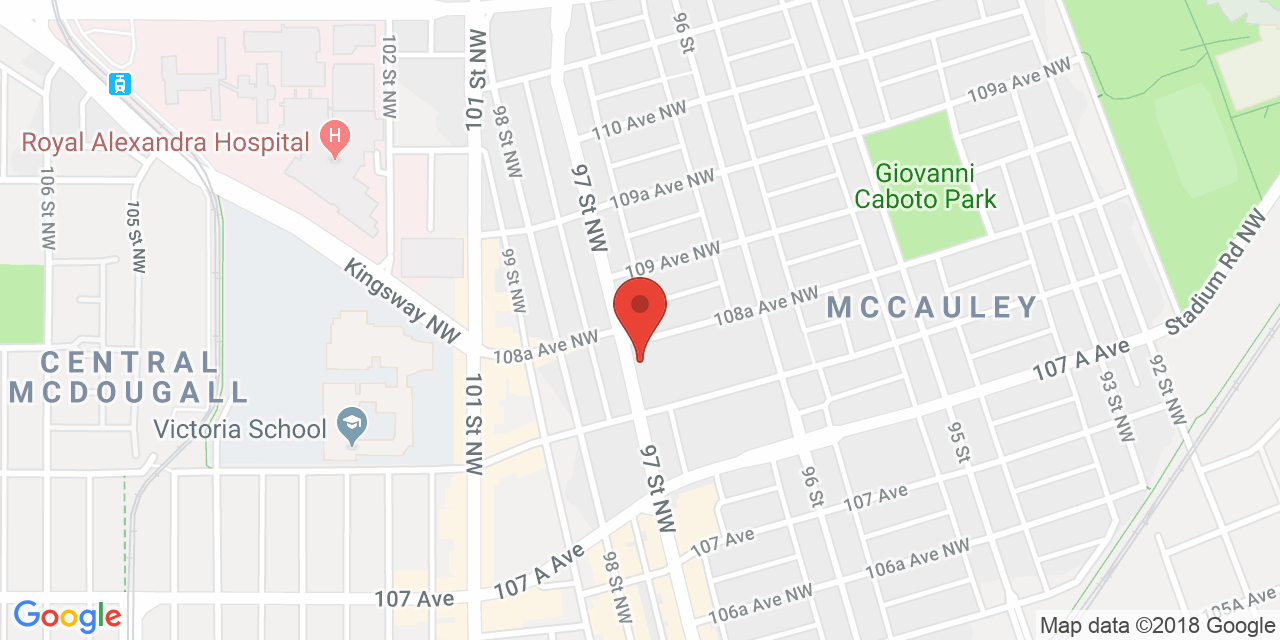 96 St
102 St NW
101 St NW
98 St NW
109a Ave NW
110 Ave NW
H
Royal Alexandra Hospital
97 St NW
109a Ave NW
Giovanni
Caboto Park
106 St NW
105 St NW
109 Ave NW
99 St NW
Kingsway NW
Stadium Rd NW
108a Ave NW
MCCAULEY
108a Ave NW
107 A Ave
CENTRAL
MCDOUGALL
92 St NW
93 St NW
101 St NW
Victoria School
95 St
97 St NW
96 St
107 Ave
107 Ave
106a Ave NW
107 A Ave
98 St NW
107 Ave
106a Ave NW
105A Ave
Google
Map data ©2018 Google